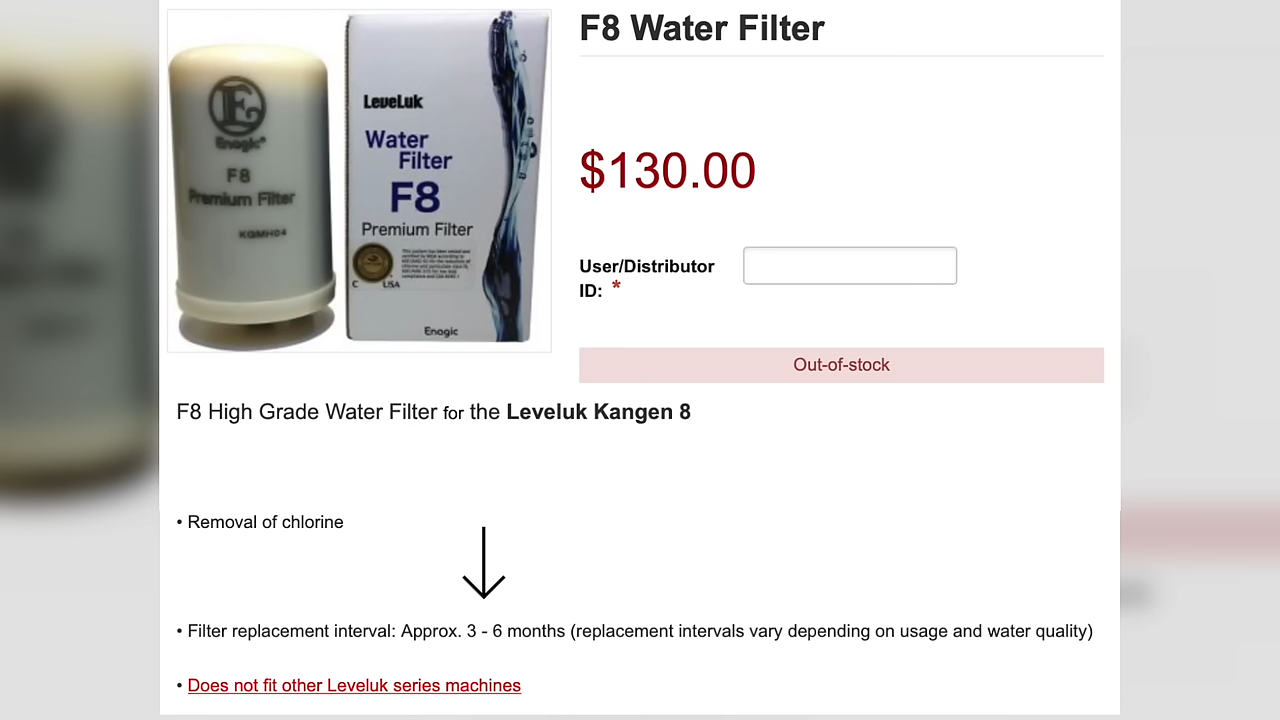 F8 Water Filter
Enagic®
F8
Premium Filter
KGMH04
LeveLuk
Water
Filter
F8
Premium Filter
C USA
Enagic
$130.00
User/Distributor
ID: *
Out-of-stock
F8 High Grade Water Filter for the Leveluk Kangen 8
• Removal of chlorine
• Filter replacement interval: Approx. 3 - 6 months (replacement intervals vary depending on usage and water quality)
• Does not fit other Leveluk series machines